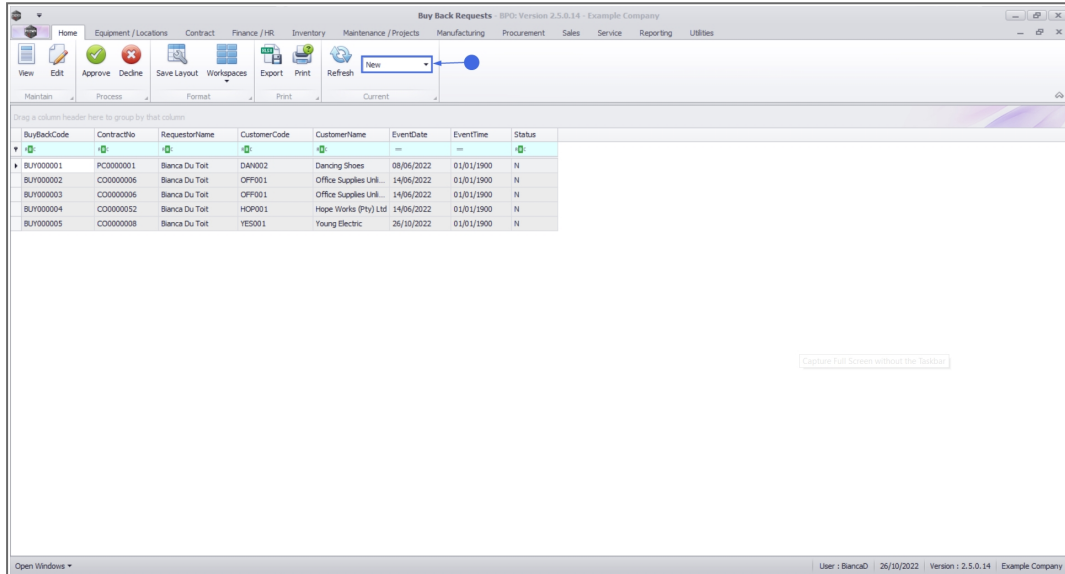 Buy Back Requests - BPO: Version 2.5.0.14 - Example Company
Home Equipment / Locations Contract Finance / HR Inventory Maintenance / Projects Manufacturing Procurement Sales Service Reporting Utilities
View Edit Approve Decline Save Layout Workspaces Export Print Refresh New
Maintain Process Format Print Current
Drag a column header here to group by that column
BuyBackCode ContractNo RequestorName CustomerCode CustomerName EventDate EventTime Status
BUY000001 PC0000001 Bianca Du Toit DAN002 Dancing Shoes 08/06/2022 01/01/1900 N
BUY000002 CO0000006 Bianca Du Toit OFF001 Office Supplies Unli... 14/06/2022 01/01/1900 N
BUY000003 CO0000006 Bianca Du Toit OFF001 Office Supplies Unli... 14/06/2022 01/01/1900 N
BUY000004 CO0000052 Bianca Du Toit HOP001 Hope Works (Pty) Ltd 14/06/2022 01/01/1900 N
BUY000005 CO0000008 Bianca Du Toit YES001 Young Electric 26/10/2022 01/01/1900 N
Capture Full Screen without the Taskbar
Open Windows User : BiancaD 26/10/2022 Version : 2.5.0.14 Example Company